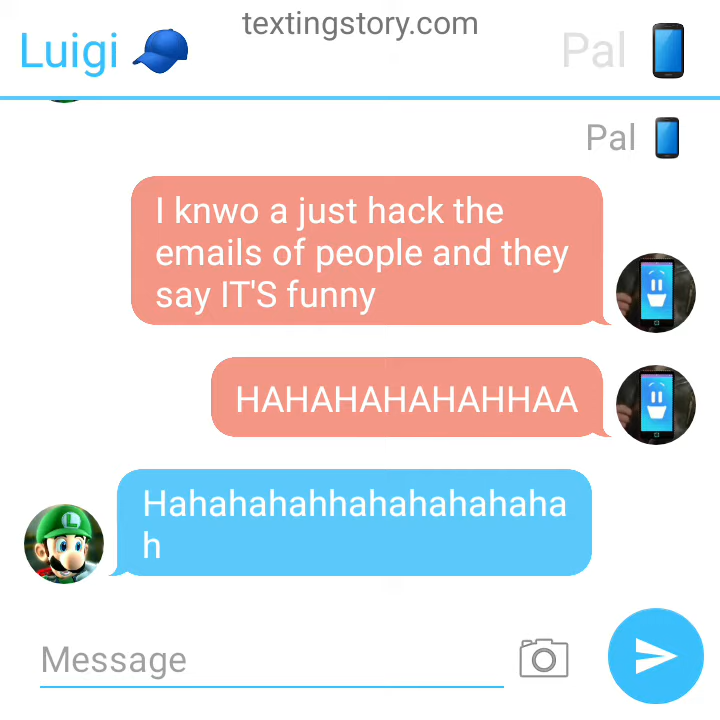 textingstory.com
Luigi 🧢 Pal 📱
Pal 📱
I knwo a just hack the
emails of people and they
say IT'S funny
HAHAHAHAHAHHAA
Hahahahahhahahahahaha
h
Message